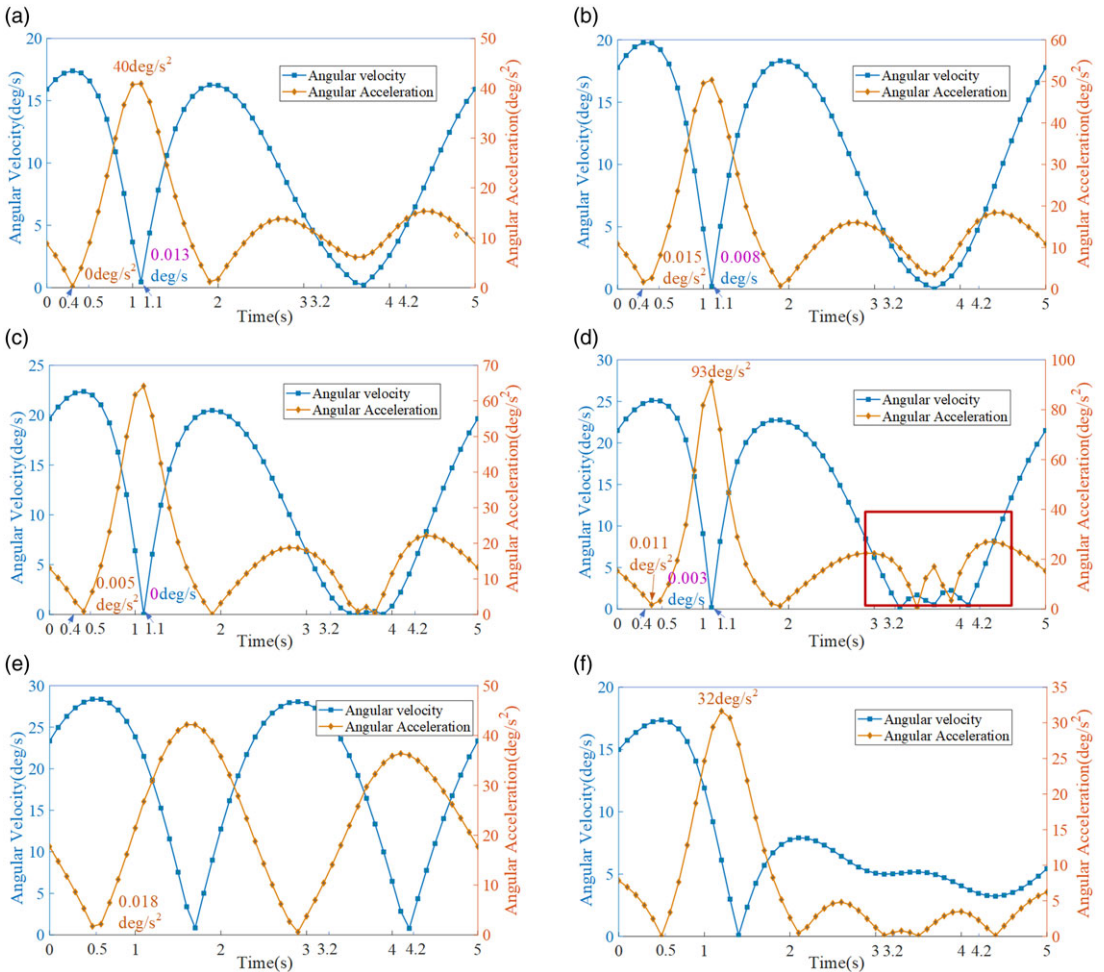 (a)
Angular Velocity(deg/s)
20
15
10
5
0
40deg/s²
Angular velocity
Angular Acceleration
0deg/s²
0.013
deg/s
0 0.4 0.5 1 1.1 2 3 3.2 4 4.2 5
Time(s)
50
40
30
20
10
0
Angular Acceleration(deg/s²)
(b)
Angular Velocity(deg/s)
20
15
10
5
0
Angular velocity
Angular Acceleration
0.015
deg/s²
0.008
deg/s
0 0.4 0.5 1 1.1 2 3 3.2 4 4.2 5
Time(s)
60
50
40
30
20
10
0
Angular Acceleration(deg/s²)
(c)
Angular Velocity(deg/s)
25
20
15
10
5
0
Angular velocity
Angular Acceleration
0.005
deg/s²
0deg/s
0 0.4 0.5 1 1.1 2 3 3.2 4 4.2 5
Time(s)
70
60
50
40
30
20
10
0
Angular Acceleration(deg/s²)
(d)
Angular Velocity(deg/s)
30
25
20
15
10
5
0
93deg/s²
Angular velocity
Angular Acceleration
0.011
deg/s²
0.003
deg/s
0 0.4 0.5 1 1.1 2 3 3.2 4 4.2 5
Time(s)
100
80
60
40
20
0
Angular Acceleration(deg/s²)
(e)
Angular Velocity(deg/s)
30
25
20
15
10
5
0
Angular velocity
Angular Acceleration
0.018
deg/s²
0 0.5 1 2 3 3.2 4 4.2 5
Time(s)
50
40
30
20
10
0
Angular Acceleration(deg/s²)
(f)
Angular Velocity(deg/s)
20
15
10
5
0
32deg/s²
Angular velocity
Angular Acceleration
0 0.5 1 2 3 3.2 4 4.2 5
Time(s)
35
30
25
20
15
10
5
0
Angular Acceleration(deg/s²)